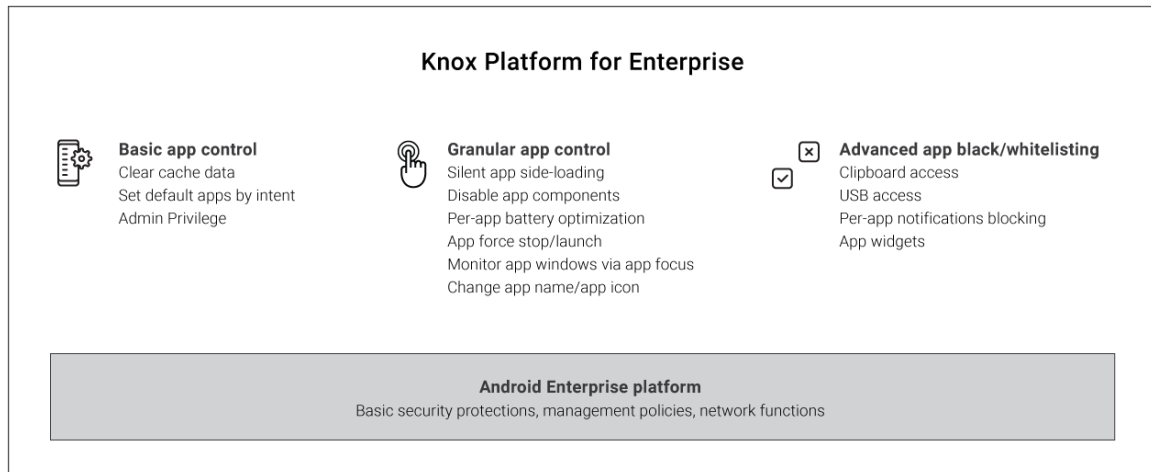 Knox Platform for Enterprise
Basic app control
Clear cache data
Set default apps by intent
Admin Privilege
Granular app control
Silent app side-loading
Disable app components
Per-app battery optimization
App force stop/launch
Monitor app windows via app focus
Change app name/app icon
Advanced app black/whitelisting
Clipboard access
USB access
Per-app notifications blocking
App widgets
Android Enterprise platform
Basic security protections, management policies, network functions